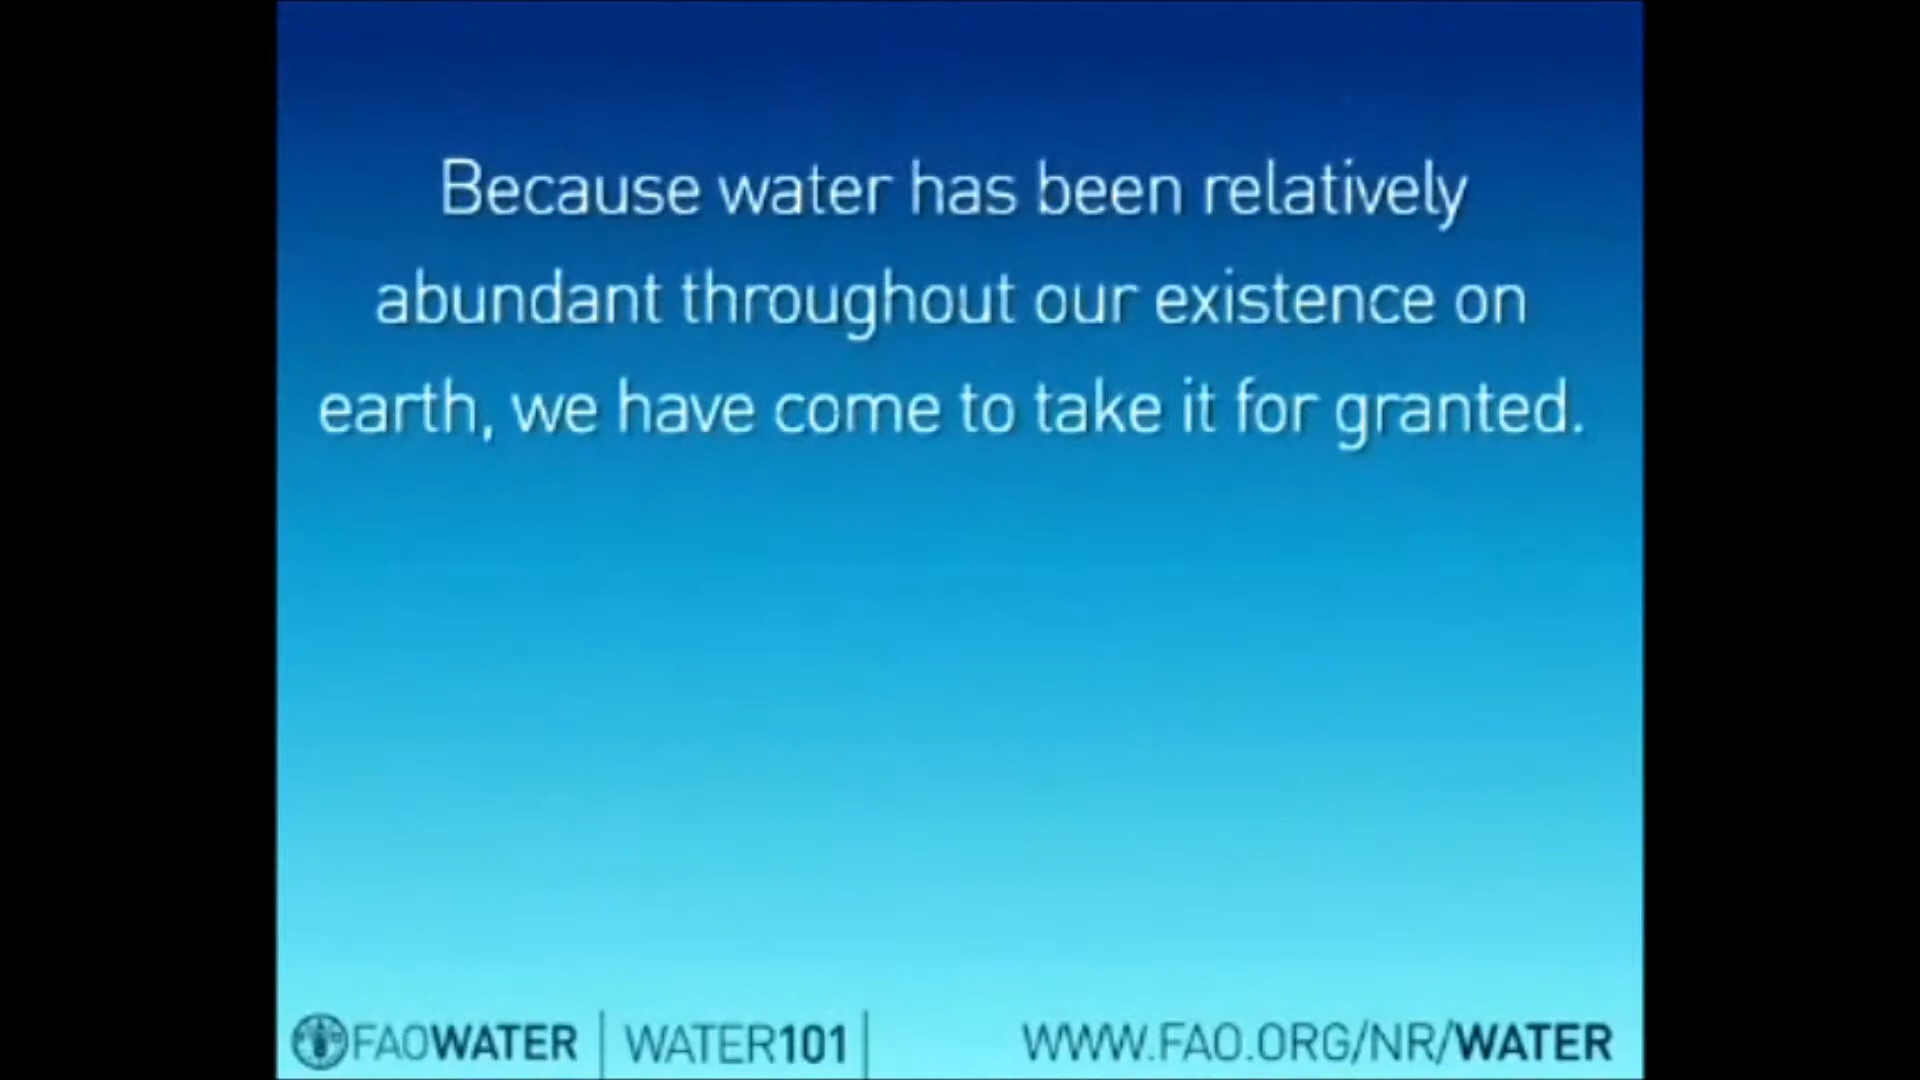 Because water has been relatively
abundant throughout our existence on
earth, we have come to take it for granted.
FAOWATER | WATER101 | WWW.FAO.ORG/NR/WATER